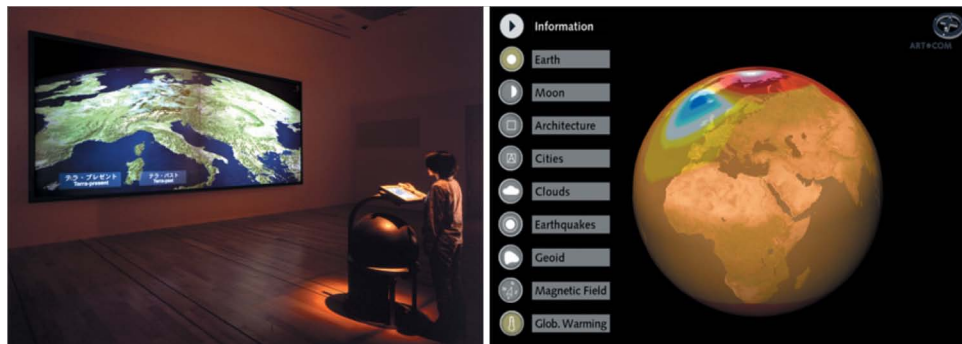 テラ・プレゼント
Terra-present
テラ・パスト
Terra-past
Information
Earth
Moon
Architecture
Cities
Clouds
Earthquakes
Geoid
Magnetic Field
Glob. Warming
ART+COM